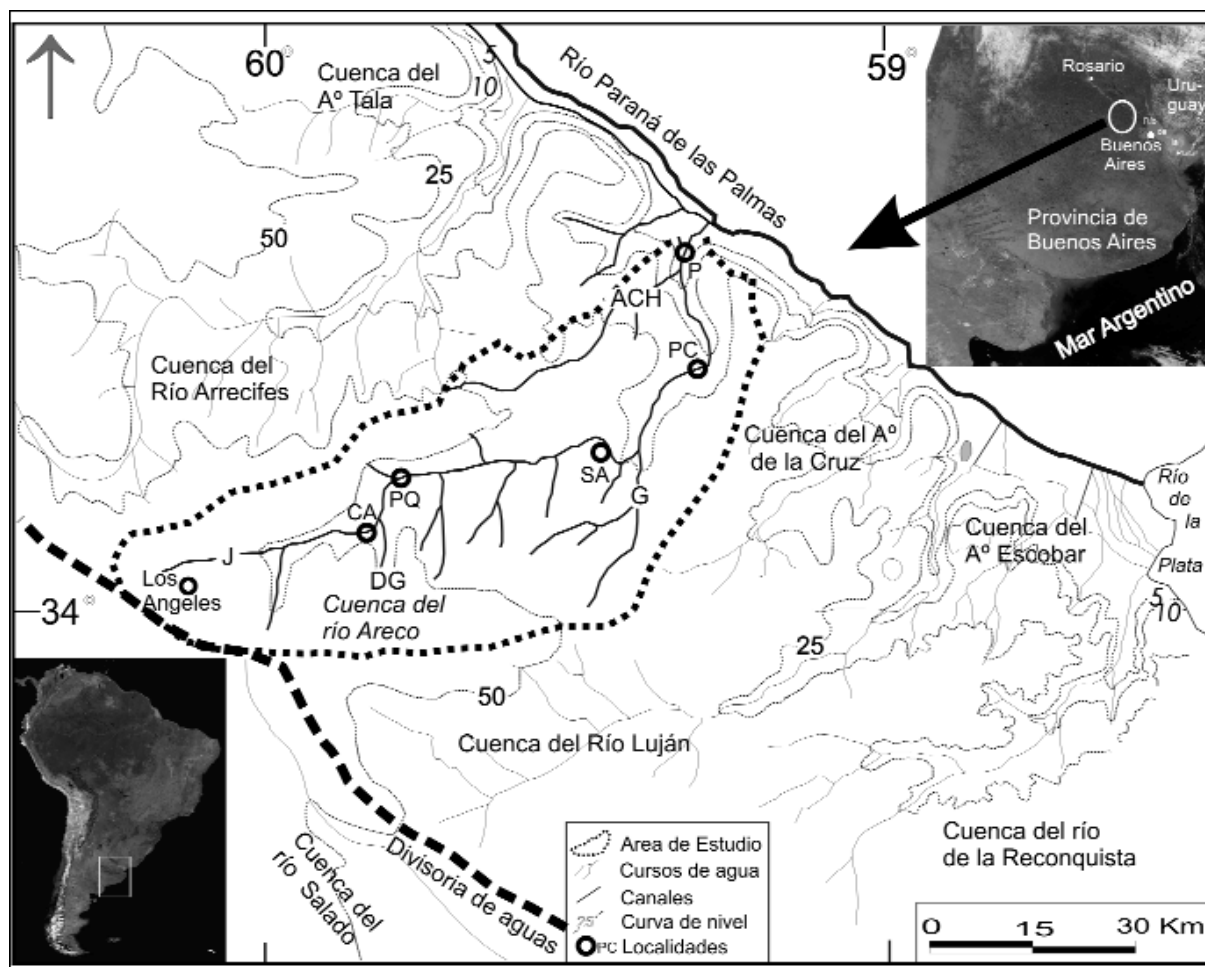 60°
59°
Cuenca del
Aº Tala
5
10
Río Paraná de las Palmas
25
50
Rosario
Uru-
guay
Buenos
Aires
Provincia de
Buenos Aires
Mar Argentino
P
ACH
PC
Cuenca del
Río Arrecifes
Cuenca del Aº
de la Cruz
SA
PQ
G
CA
J
DG
Los
Angeles
Cuenca del
río Areco
34°
Cuenca del
Aº Escobar
Río
de
la
Plata
5
10
25
50
Cuenca del Río Luján
Cuenca del río
de la Reconquista
Divisoria de aguas
Cuenca del
río Salado
Area de Estudio
Cursos de agua
Canales
25 Curva de nivel
PC Localidades
0 15 30 Km